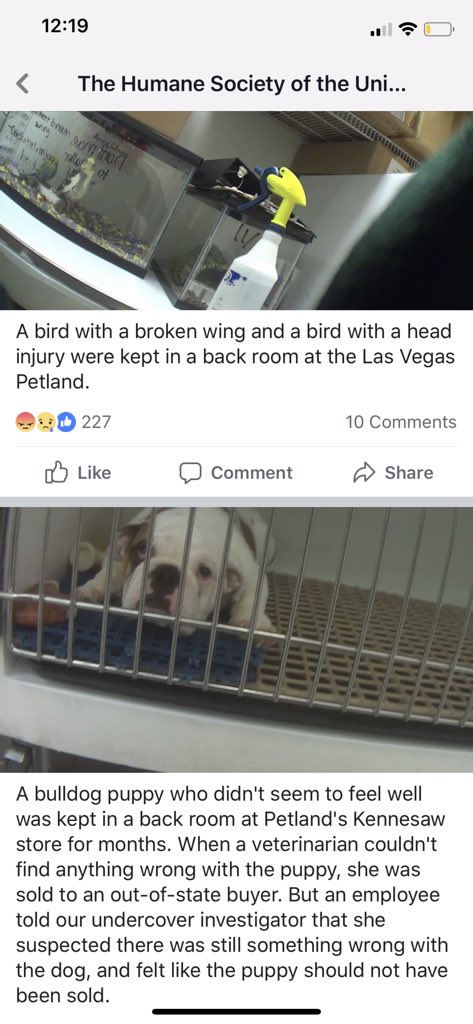 12:19
The Humane Society of the Uni...
A bird with a broken wing and a bird with a head
injury were kept in a back room at the Las Vegas
Petland.
227
10 Comments
Like
Comment
Share
A bulldog puppy who didn't seem to feel well
was kept in a back room at Petland's Kennesaw
store for months. When a veterinarian couldn't
find anything wrong with the puppy, she was
sold to an out-of-state buyer. But an employee
told our undercover investigator that she
suspected there was still something wrong with
the dog, and felt like the puppy should not have
been sold.